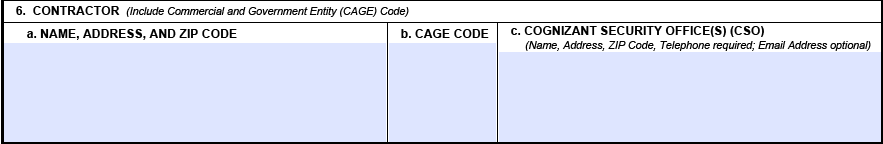 6. CONTRACTOR (Include Commercial and Government Entity (CAGE) Code)
a. NAME, ADDRESS, AND ZIP CODE
b. CAGE CODE
c. COGNIZANT SECURITY OFFICE(S) (CSO)
(Name, Address, ZIP Code, Telephone required; Email Address optional)